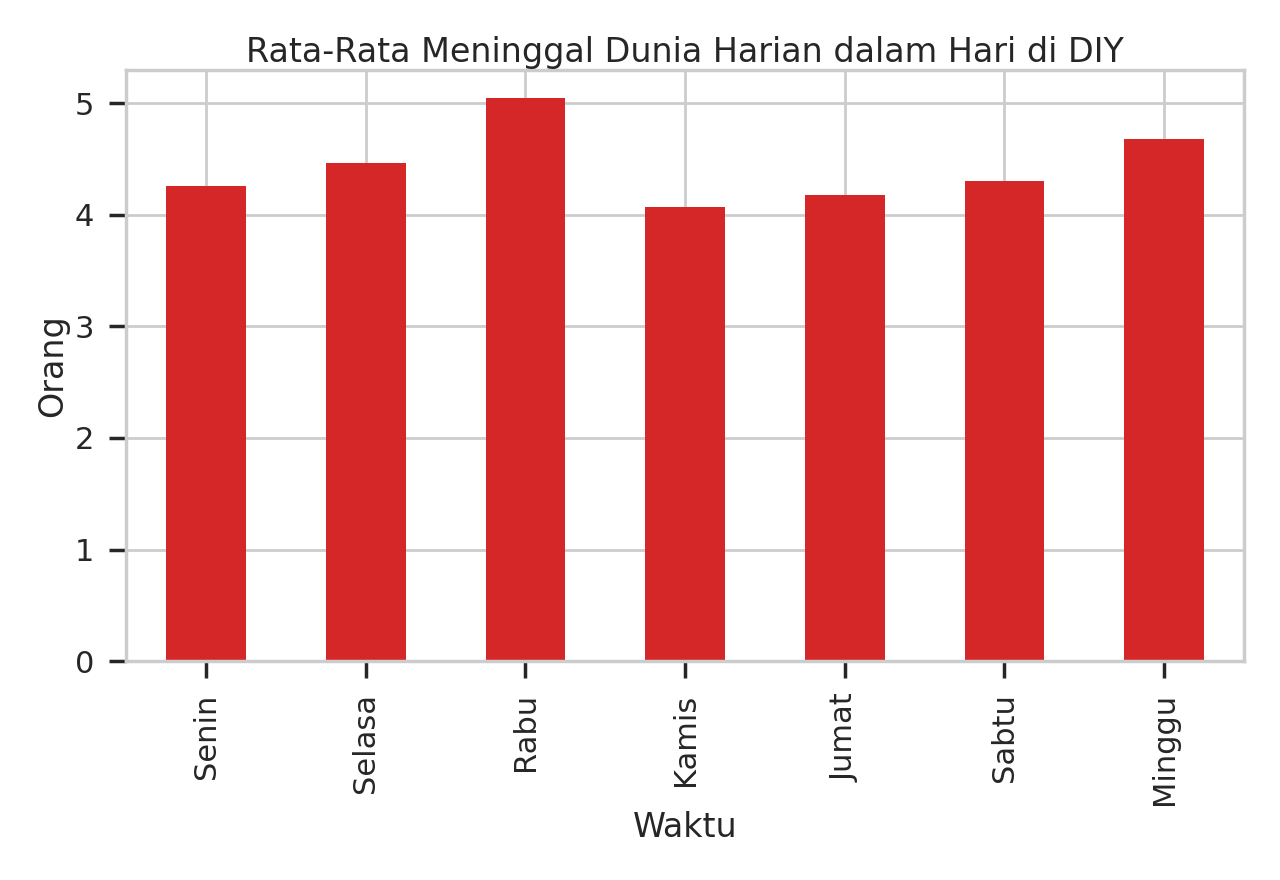 Rata-Rata Meninggal Dunia Harian dalam Hari di DIY
5
4
3
2
1
0
Orang
Senin
Selasa
Rabu
Kamis
Jumat
Sabtu
Minggu
Waktu